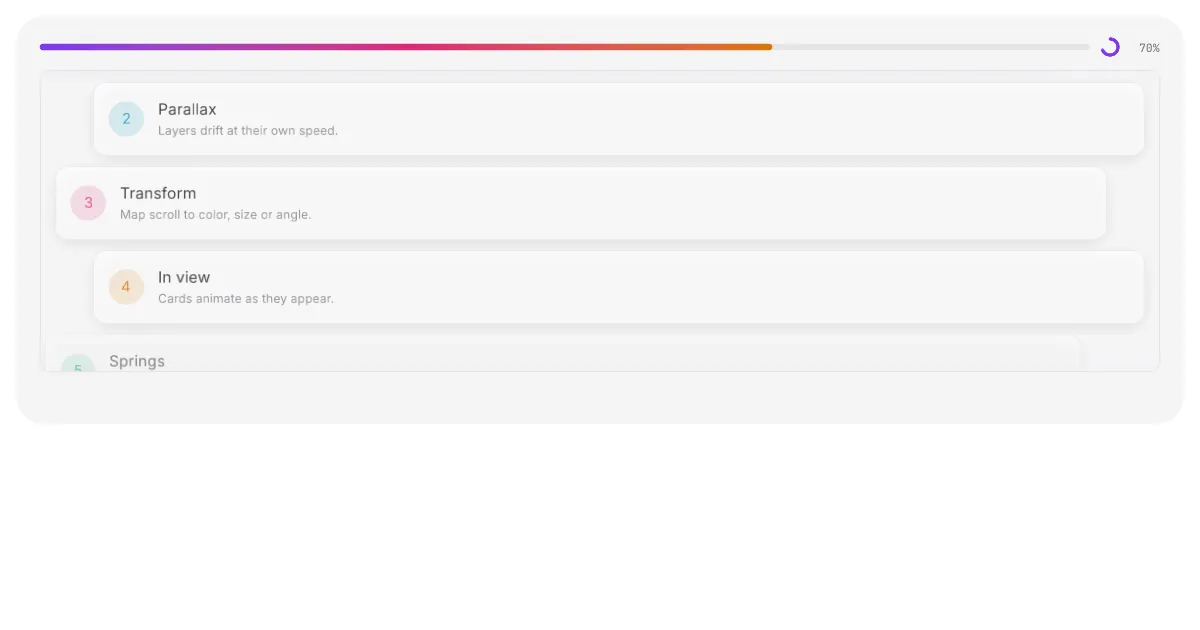 70%
2
Parallax
Layers drift at their own speed.
3
Transform
Map scroll to color, size or angle.
4
In view
Cards animate as they appear.
5
Springs